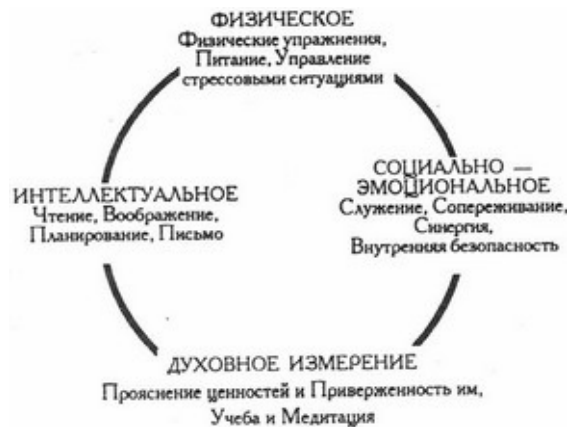 ФИЗИЧЕСКОЕ
Физические упражнения,
Питание, Управление
стрессовыми ситуациями
ИНТЕЛЛЕКТУАЛЬНОЕ
Чтение, Воображение,
Планирование, Письмо
СОЦИАЛЬНО —
ЭМОЦИОНАЛЬНОЕ
Служение, Сопереживание,
Синергия,
Внутренняя безопасность
ДУХОВНОЕ ИЗМЕРЕНИЕ
Прояснение ценностей и Приверженность им,
Учеба и Медитация